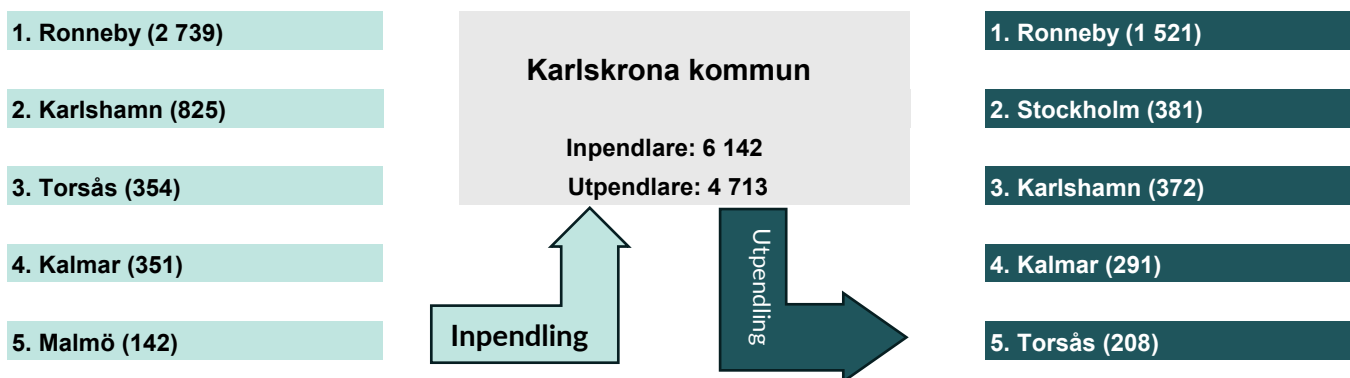 1. Ronneby (2 739)
2. Karlshamn (825)
3. Torsås (354)
4. Kalmar (351)
5. Malmö (142)
Karlskrona kommun
Inpendlare: 6 142
Utpendlare: 4 713
Inpendling
Utpendling
1. Ronneby (1 521)
2. Stockholm (381)
3. Karlshamn (372)
4. Kalmar (291)
5. Torsås (208)